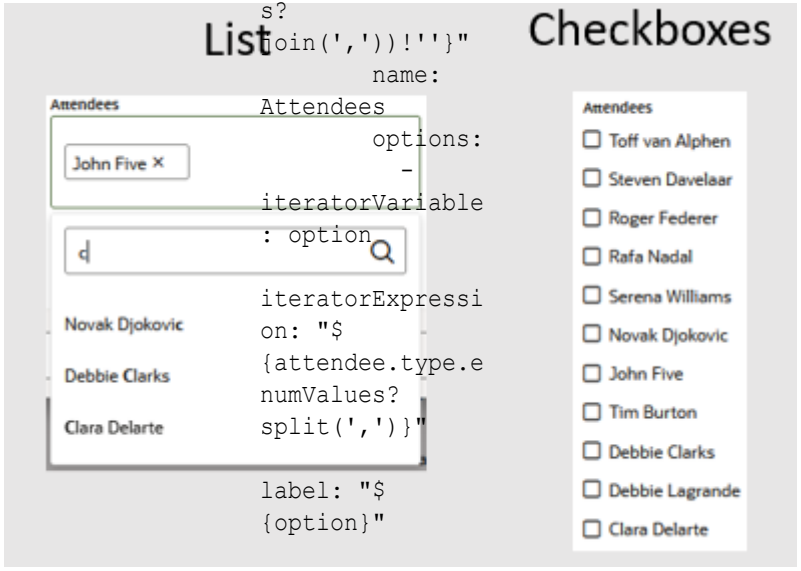 s?
List
join(','))!''}"
Checkboxes
name:
Attendees
options:
-
iteratorVariable
: option
iteratorExpressi
on: "$
{attendee.type.e
numValues?
split(',')}"
label: "$
{option}"
Attendees
John Five ×
c
Novak Djokovic
Debbie Clarks
Clara Delarte
Attendees
Toff van Alphen
Steven Davelaar
Roger Federer
Rafa Nadal
Serena Williams
Novak Djokovic
John Five
Tim Burton
Debbie Clarks
Debbie Lagrande
Clara Delarte